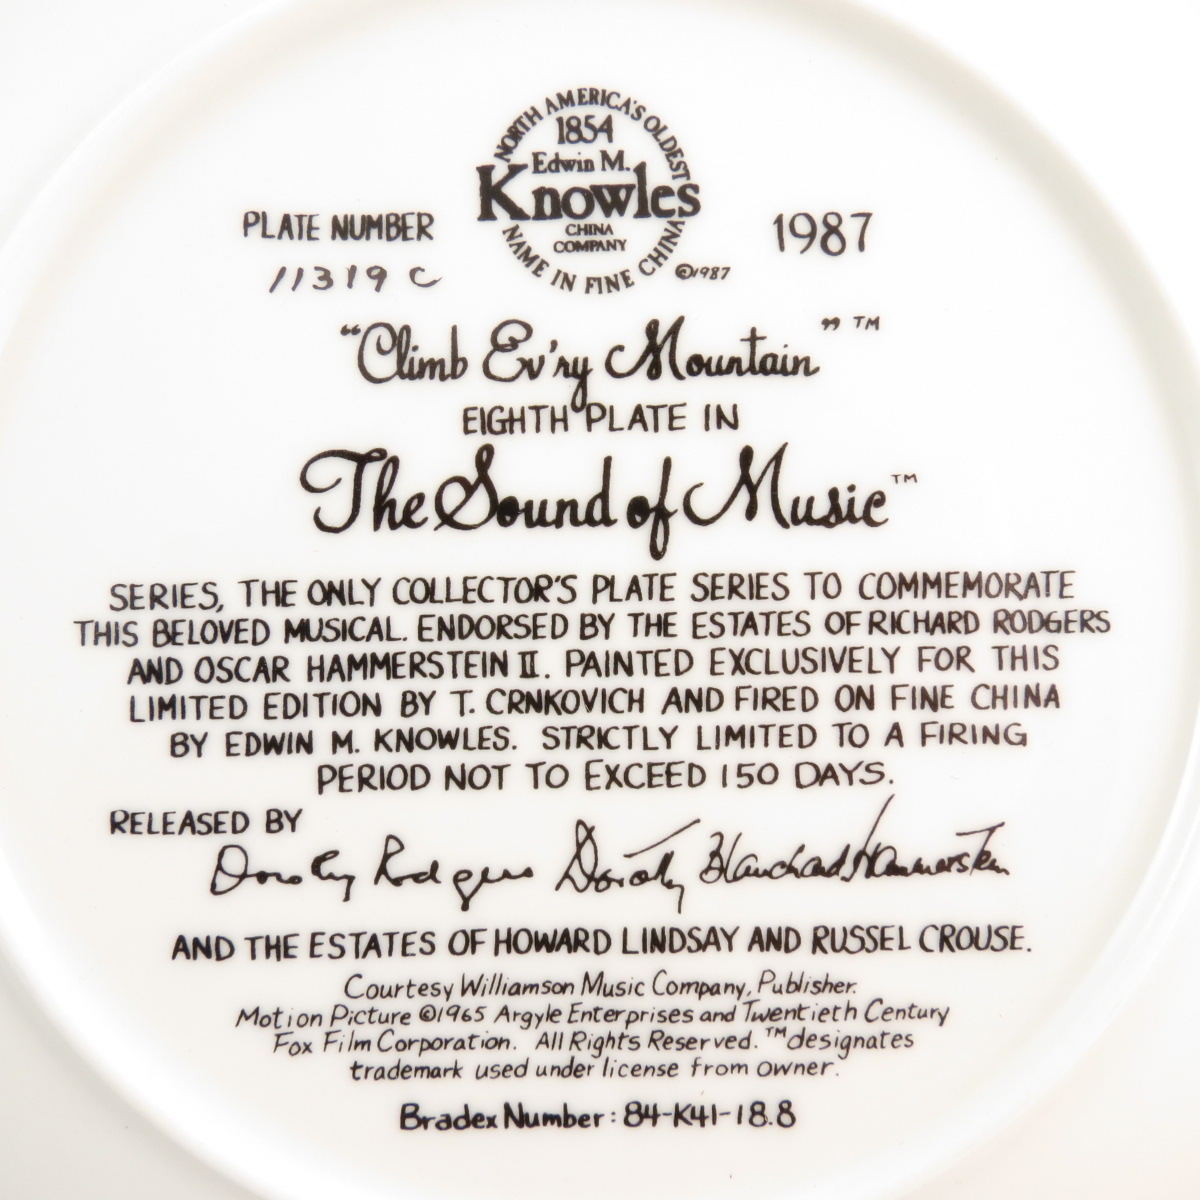 NORTH AMERICA'S OLDEST
1854
Edwin M.
Knowles
CHINA
COMPANY
NAME IN FINE CHINA
©1987
PLATE NUMBER
11319 C
1987
"Climb Ev'ry Mountain" ™
EIGHTH PLATE IN
The Sound of Music™
SERIES, THE ONLY COLLECTOR'S PLATE SERIES TO COMMEMORATE
THIS BELOVED MUSICAL. ENDORSED BY THE ESTATES OF RICHARD RODGERS
AND OSCAR HAMMERSTEIN II. PAINTED EXCLUSIVELY FOR THIS
LIMITED EDITION BY T. CRNKOVICH AND FIRED ON FINE CHINA
BY EDWIN M. KNOWLES. STRICTLY LIMITED TO A FIRING
PERIOD NOT TO EXCEED 150 DAYS.
RELEASED BY
Dorothy Rodgers Dorothy Blanchard Hammerstein
AND THE ESTATES OF HOWARD LINDSAY AND RUSSEL CROUSE.
Courtesy Williamson Music Company, Publisher.
Motion Picture ©1965 Argyle Enterprises and Twentieth Century
Fox Film Corporation. All Rights Reserved. ™designates
trademark used under license from owner.
Bradex Number: 84-K41-18.8